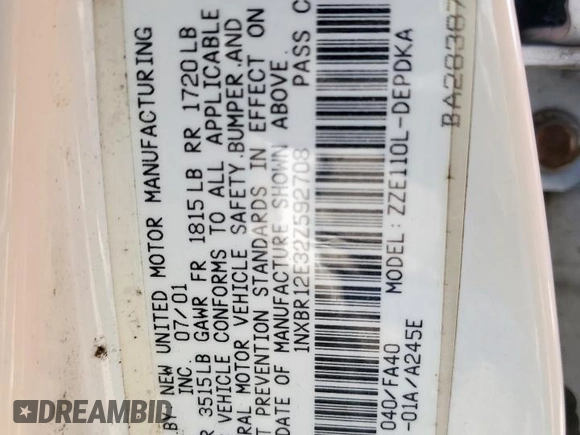 BY NEW UNITED MOTOR MANUFACTURING
INC. 07/01
R 3515LB GAWR FR 1815LB RR 1720LB
VEHICLE CONFORMS TO ALL APPLICABLE
ERAL MOTOR VEHICLE SAFETY.BUMPER,AND
T PREVENTION STANDARDS IN EFFECT ON
DATE OF MANUFACTURE SHOWN ABOVE.
1NXBR12E32Z592708 PASS C
040/FA40 MODEL:ZZE110L-DEPDKA
-01A/A245E
BA28387
DREAMBID